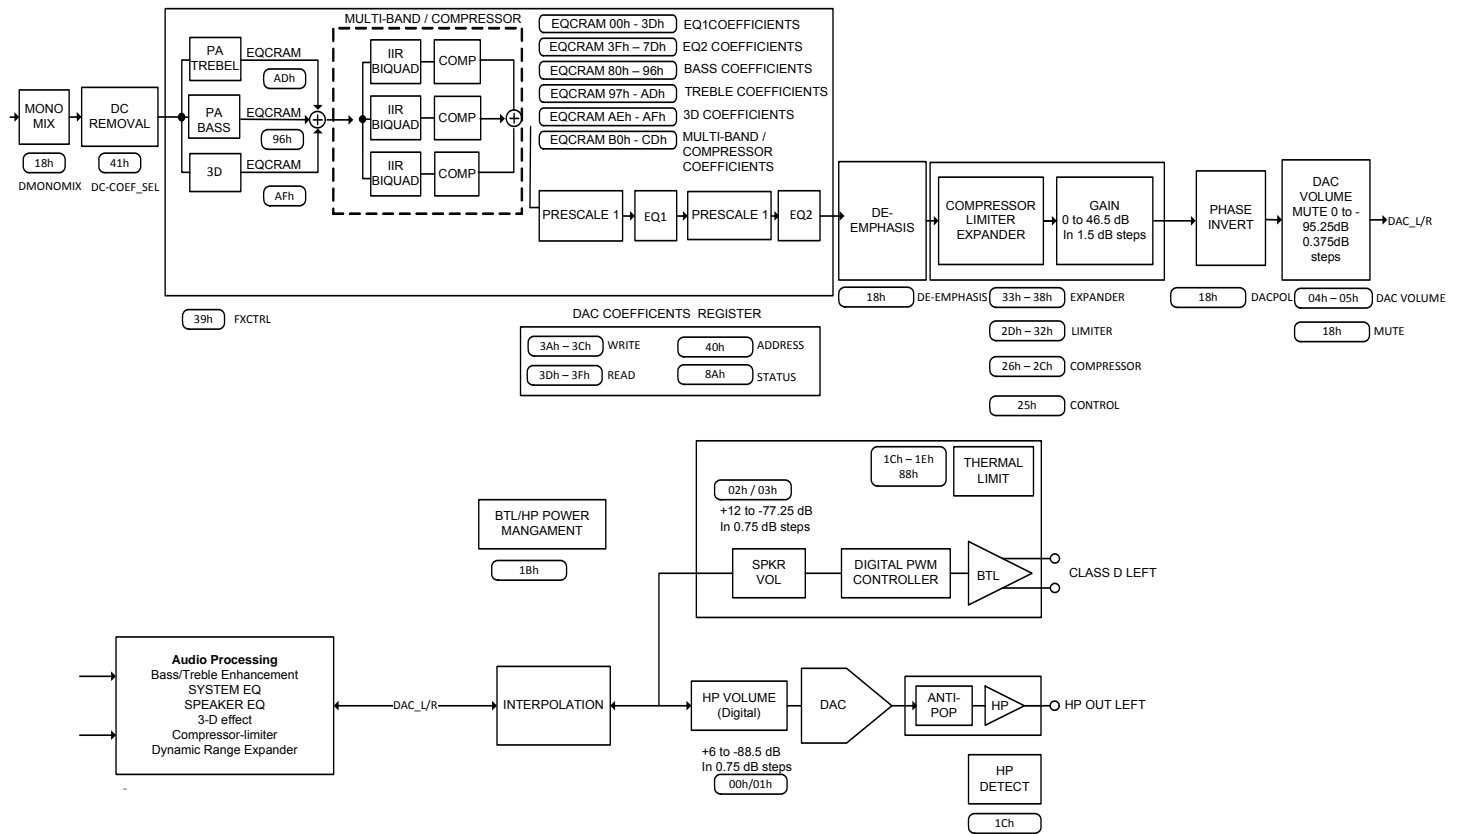 MULTI-BAND / COMPRESSOR
PA
TREBEL
EQCRAM
ADh
PA
BASS
EQCRAM
96h
3D
EQCRAM
AFh
MONO
MIX
18h
DMONOMIX
DC
REMOVAL
41h
DC-COEF_SEL
IIR
BIQUAD
COMP
IIR
BIQUAD
COMP
IIR
BIQUAD
COMP
EQCRAM 00h - 3Dh EQ1COEFFICIENTS
EQCRAM 3Fh – 7Dh EQ2 COEFFICIENTS
EQCRAM 80h – 96h BASS COEFFICIENTS
EQCRAM 97h - ADh TREBLE COEFFICIENTS
EQCRAM AEh - AFh 3D COEFFICIENTS
EQCRAM B0h - CDh MULTI-BAND /
COMPRESSOR
COEFFICIENTS
PRESCALE 1
EQ1
PRESCALE 1
EQ2
DE-
EMPHASIS
COMPRESSOR
LIMITER
EXPANDER
GAIN
0 to 46.5 dB
In 1.5 dB steps
PHASE
INVERT
DAC
VOLUME
MUTE 0 to -
95.25dB
0.375dB
steps
DAC_L/R
39h FXCTRL
18h DE-EMPHASIS
33h – 38h EXPANDER
2Dh – 32h LIMITER
26h – 2Ch COMPRESSOR
25h CONTROL
18h DACPOL
04h – 05h DAC VOLUME
18h MUTE
DAC COEFFICENTS REGISTER
3Ah – 3Ch WRITE
40h ADDRESS
3Dh – 3Fh READ
8Ah STATUS
1Ch – 1Eh
88h
THERMAL
LIMIT
02h / 03h
+12 to -77.25 dB
In 0.75 dB steps
BTL/HP POWER
MANGAMENT
1Bh
SPKR
VOL
DIGITAL PWM
CONTROLLER
BTL
CLASS D LEFT
Audio Processing
Bass/Treble Enhancement
SYSTEM EQ
SPEAKER EQ
3-D effect
Compressor-limiter
Dynamic Range Expander
DAC_L/R
INTERPOLATION
HP VOLUME
(Digital)
+6 to -88.5 dB
In 0.75 dB steps
00h/01h
DAC
ANTI-
POP
HP
HP OUT LEFT
HP
DETECT
1Ch